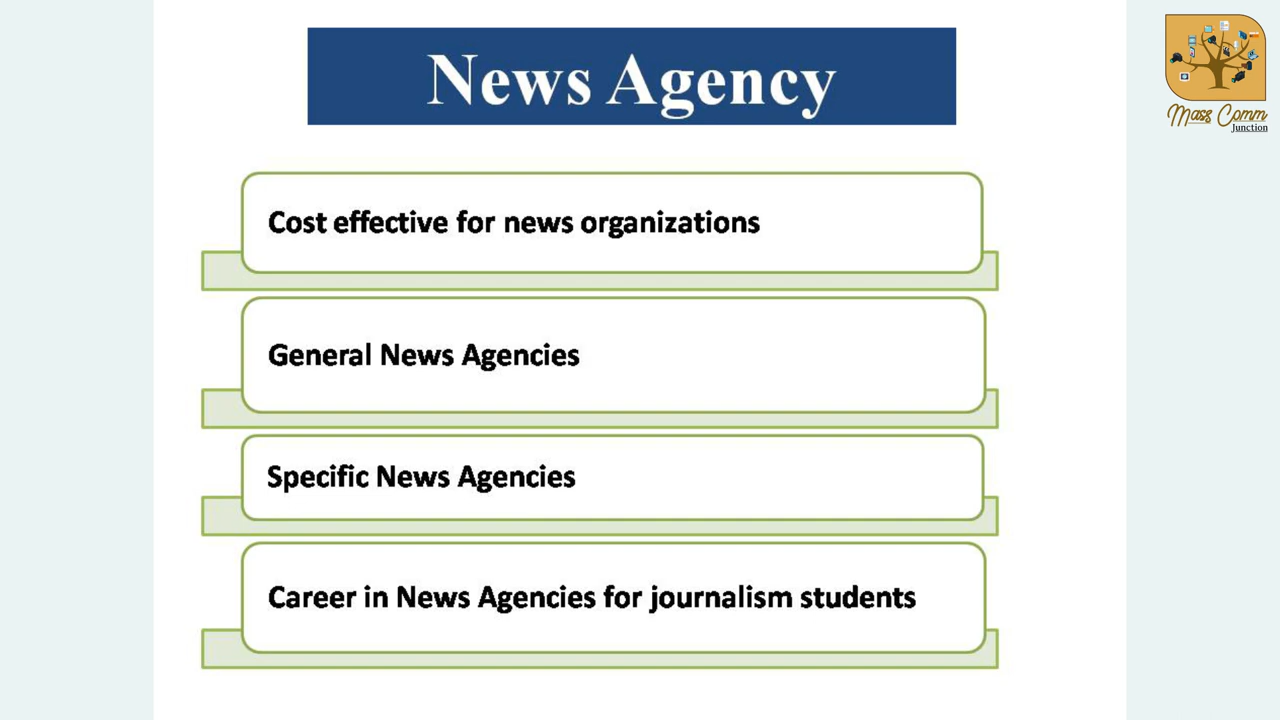 News Agency
Mass Comm
Junction
Cost effective for news organizations
General News Agencies
Specific News Agencies
Career in News Agencies for journalism students